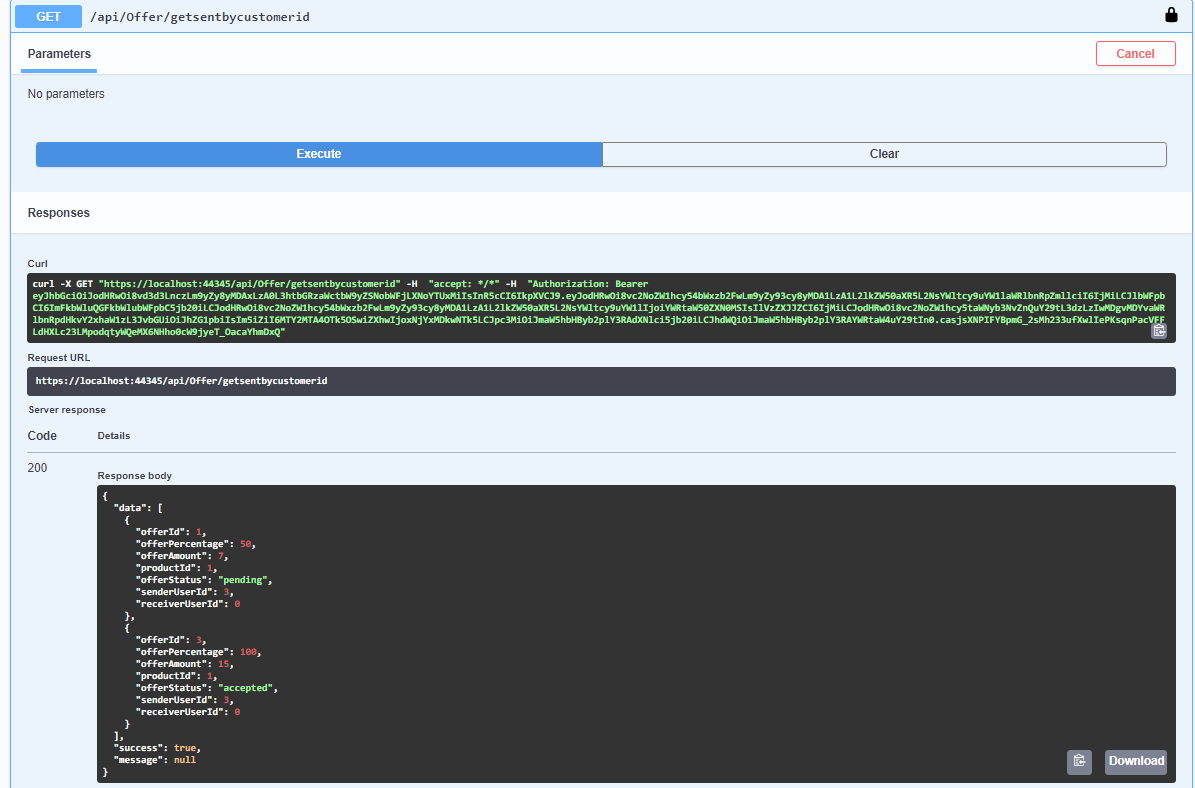 GET /api/Offer/getsentbycustomerid
Parameters
Cancel
No parameters
Execute
Clear
Responses
Curl
curl -X GET "https://localhost:44345/api/Offer/getsentbycustomerid" -H  "accept: */*" -H  "Authorization: Bearer
Request URL
https://localhost:44345/api/Offer/getsentbycustomerid
Server response
Code
Details
200
Response body
{
  "data": [
    {
      "offerId": 1,
      "offerPercentage": 50,
      "offerAmount": 7,
      "productId": 1,
      "offerStatus": "pending",
      "senderUserId": 3,
      "receiverUserId": 0
    },
    {
      "offerId": 3,
      "offerPercentage": 100,
      "offerAmount": 15,
      "productId": 1,
      "offerStatus": "accepted",
      "senderUserId": 3,
      "receiverUserId": 0
    }
  ],
  "success": true,
  "message": null
}
Download